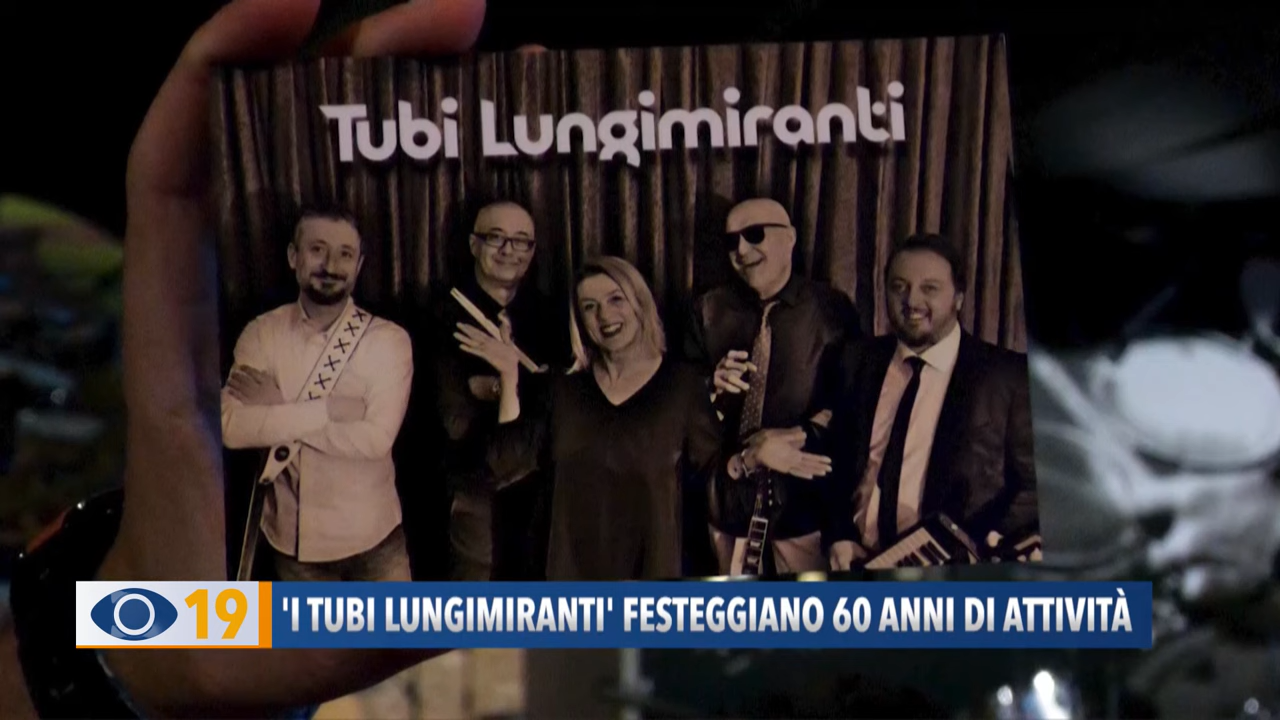 Tubi Lungimiranti
19 'I TUBI LUNGIMIRANTI' FESTEGGIANO 60 ANNI DI ATTIVITÀ